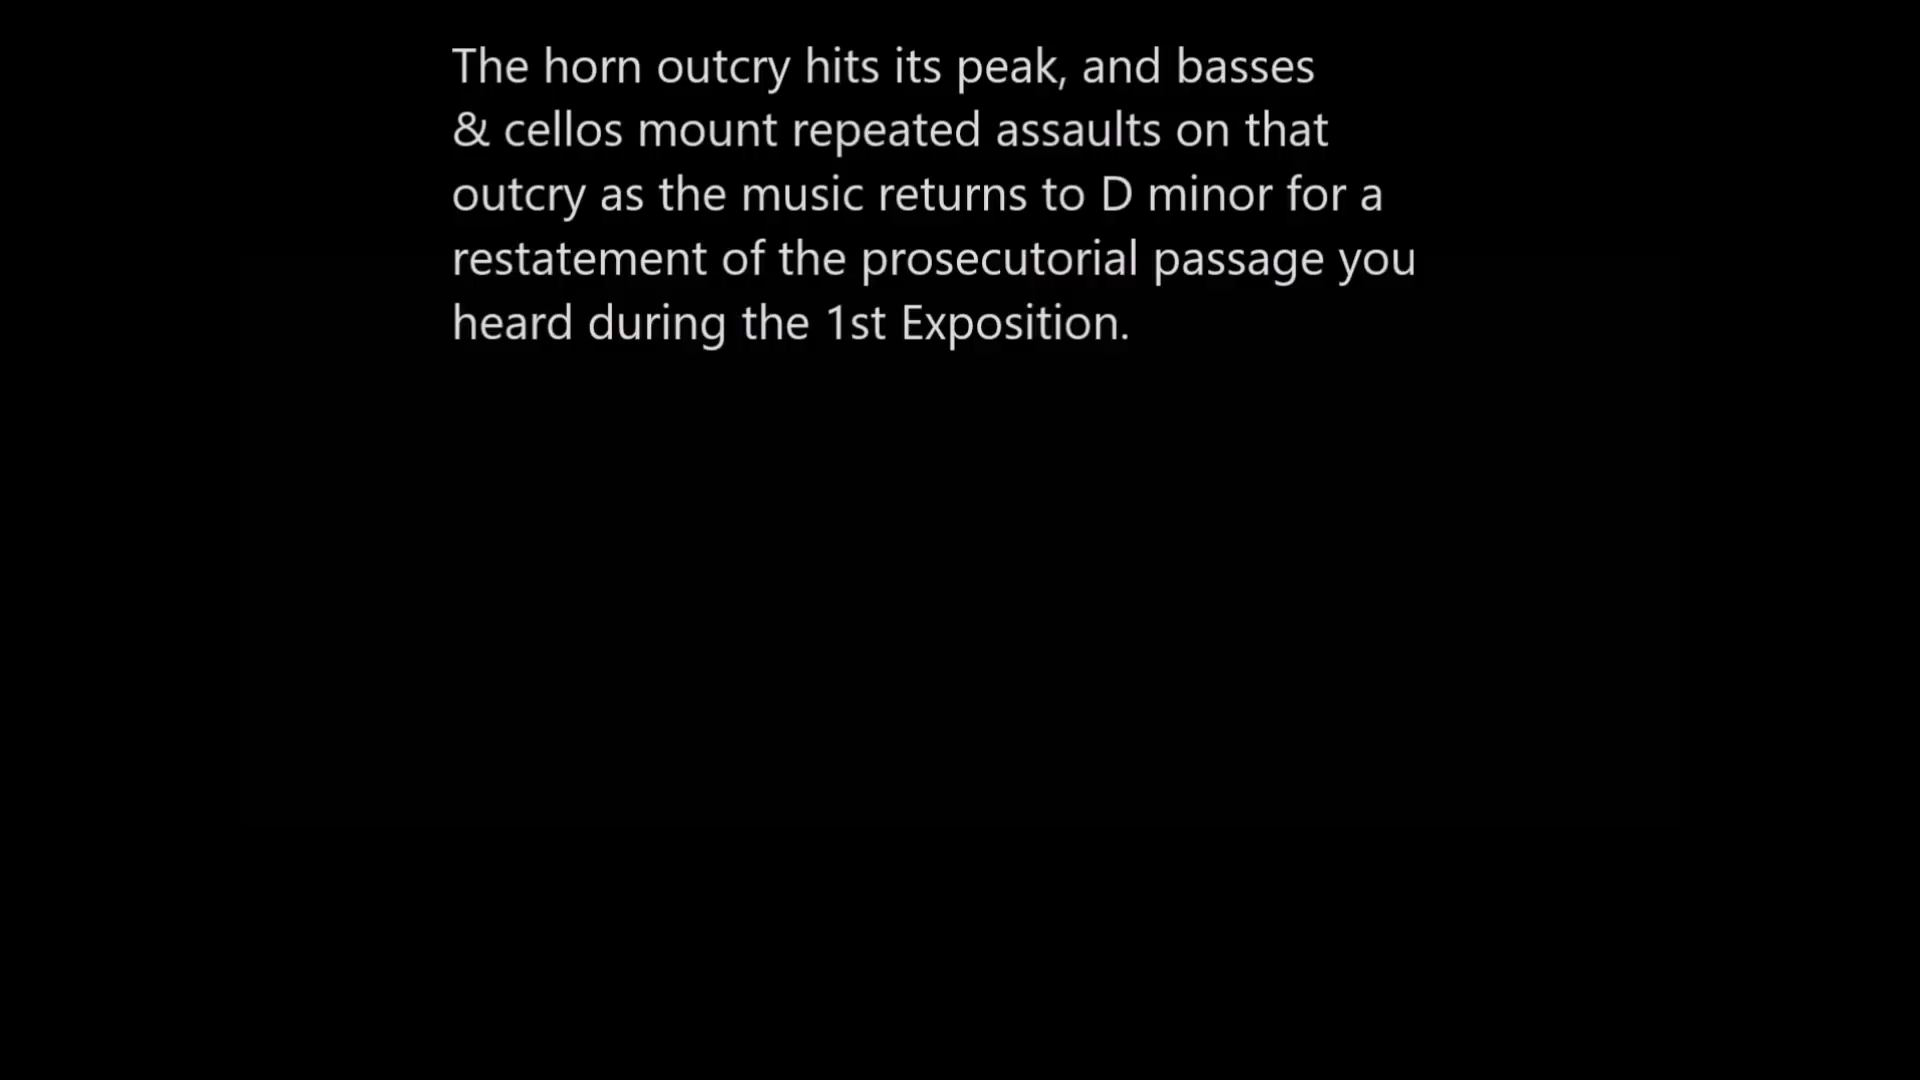 The horn outcry hits its peak, and basses
& cellos mount repeated assaults on that
outcry as the music returns to D minor for a
restatement of the prosecutorial passage you
heard during the 1st Exposition.